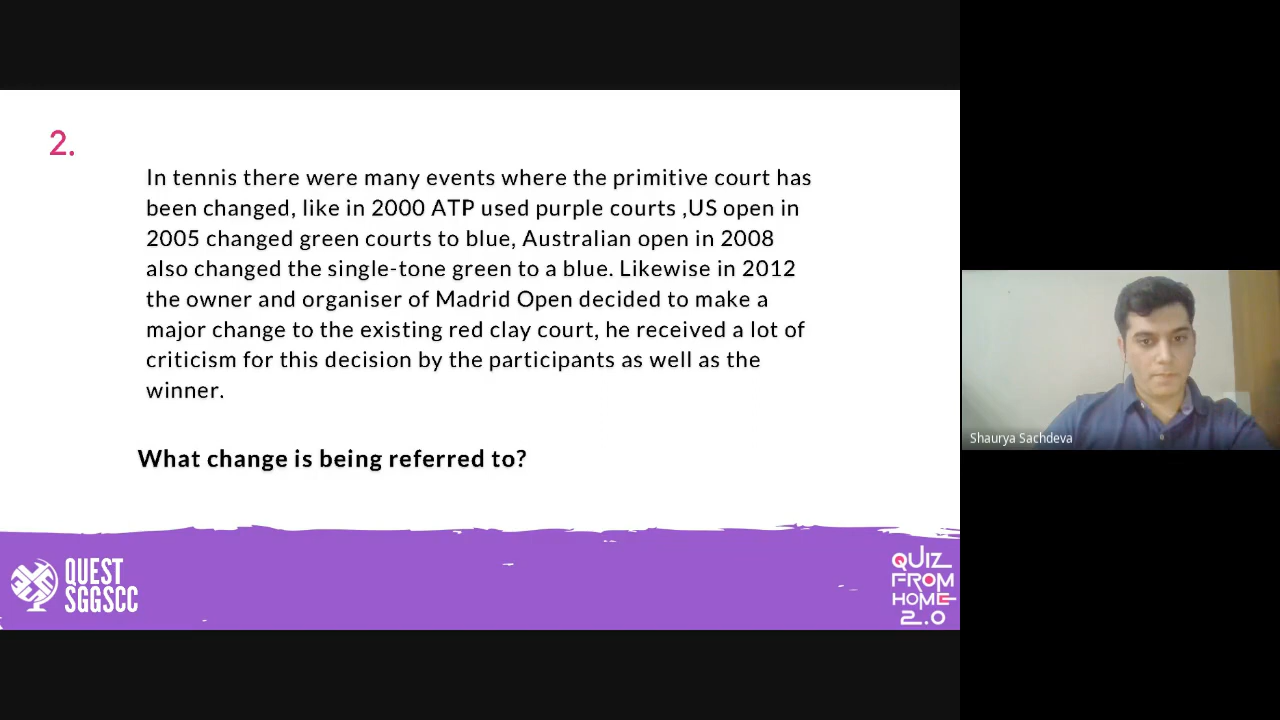 2.
In tennis there were many events where the primitive court has
been changed, like in 2000 ATP used purple courts ,US open in
2005 changed green courts to blue, Australian open in 2008
also changed the single-tone green to a blue. Likewise in 2012
the owner and organiser of Madrid Open decided to make a
major change to the existing red clay court, he received a lot of
criticism for this decision by the participants as well as the
winner.
What change is being referred to?
Shaurya Sachdeva
QUEST
SGGSCC
QUIZ
FROM
HOME
2.0